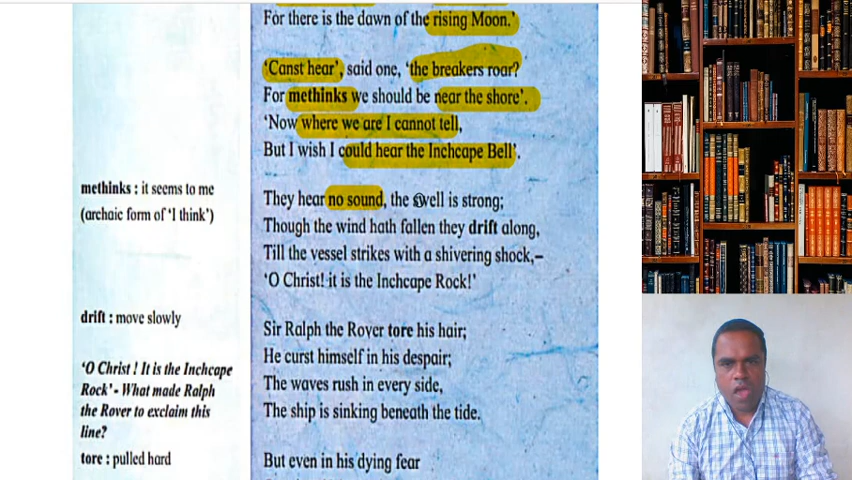 For there is the dawn of the rising Moon.'
'Canst hear', said one, 'the breakers roar?
For methinks we should be near the shore'.
'Now where we are I cannot tell,
But I wish I could hear the Inchcape Bell'.
methinks : it seems to me
(archaic form of 'I think')
They hear no sound, the swell is strong;
Though the wind hath fallen they drift along,
Till the vessel strikes with a shivering shock,–
'O Christ! it is the Inchcape Rock!'
drift : move slowly
'O Christ ! It is the Inchcape
Rock'- What made Ralph
the Rover to exclaim this
line?
Sir Ralph the Rover tore his hair;
He curst himself in his despair;
The waves rush in every side,
The ship is sinking beneath the tide.
tore : pulled hard
But even in his dying fear